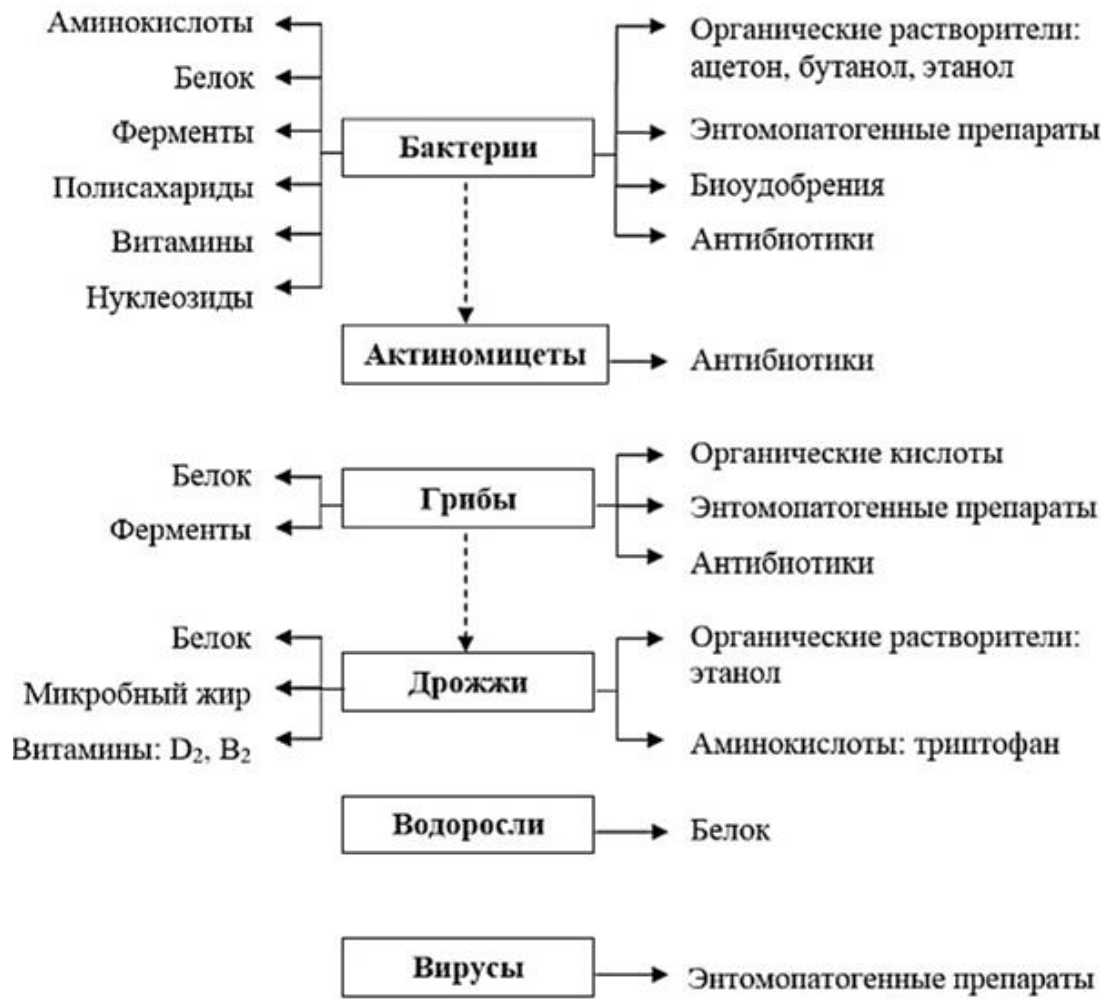 Аминокислоты
Белок
Ферменты
Полисахариды
Витамины
Нуклеозиды
Бактерии
Органические растворители:
ацетон, бутанол, этанол
Энтомопатогенные препараты
Биоудобрения
Антибиотики
Актиномицеты
Антибиотики
Белок
Ферменты
Грибы
Органические кислоты
Энтомопатогенные препараты
Антибиотики
Белок
Микробный жир
Витамины: D₂, B₂
Дрожжи
Органические растворители:
этанол
Аминокислоты: триптофан
Водоросли
Белок
Вирусы
Энтомопатогенные препараты